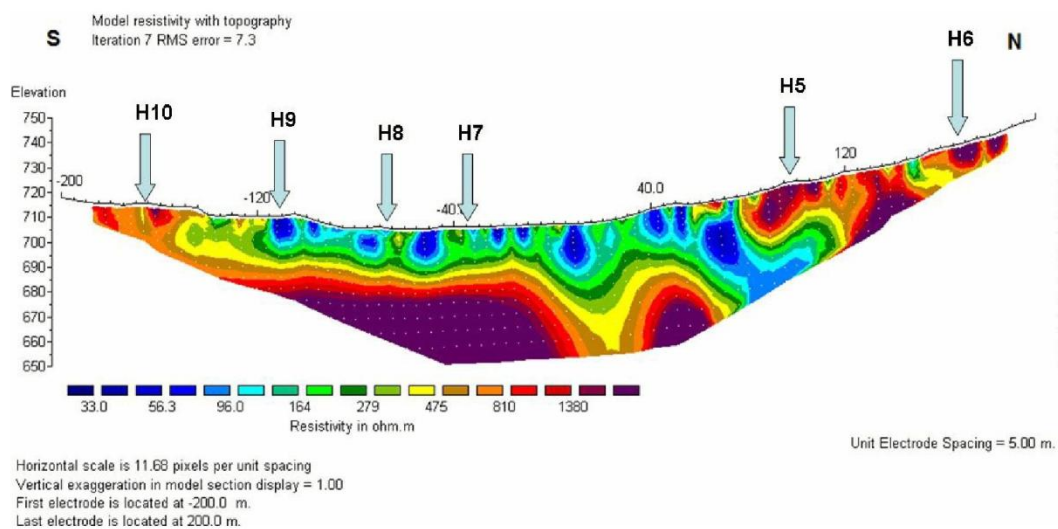 Model resistivity with topography
S
Iteration 7 RMS error = 7.3
H6
N
Elevation
H5
H10
H9
H8
H7
750
740
730
720
710
700
690
680
670
660
650
-200
-120
-40.
40.0
120
33.0 56.3 96.0 164 279 475 810 1380
Resistivity in ohm.m
Unit Electrode Spacing = 5.00 m.
Horizontal scale is 11.68 pixels per unit spacing
Vertical exaggeration in model section display = 1.00
First electrode is located at -200.0 m.
Last electrode is located at 200.0 m.